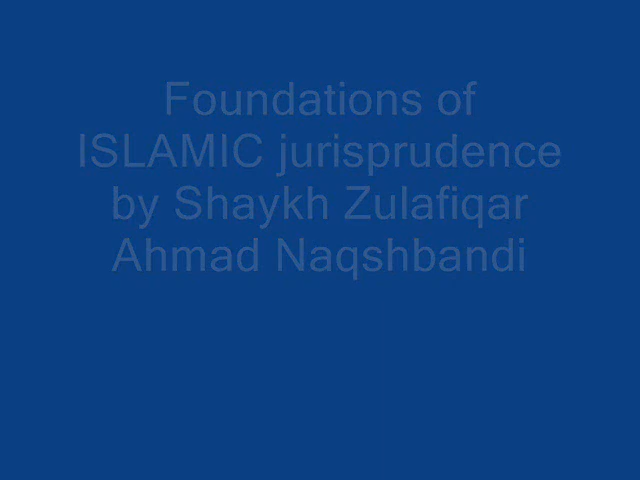 Foundations of
ISLAMIC jurisprudence
by Shaykh Zulafiqar
Ahmad Naqshbandi